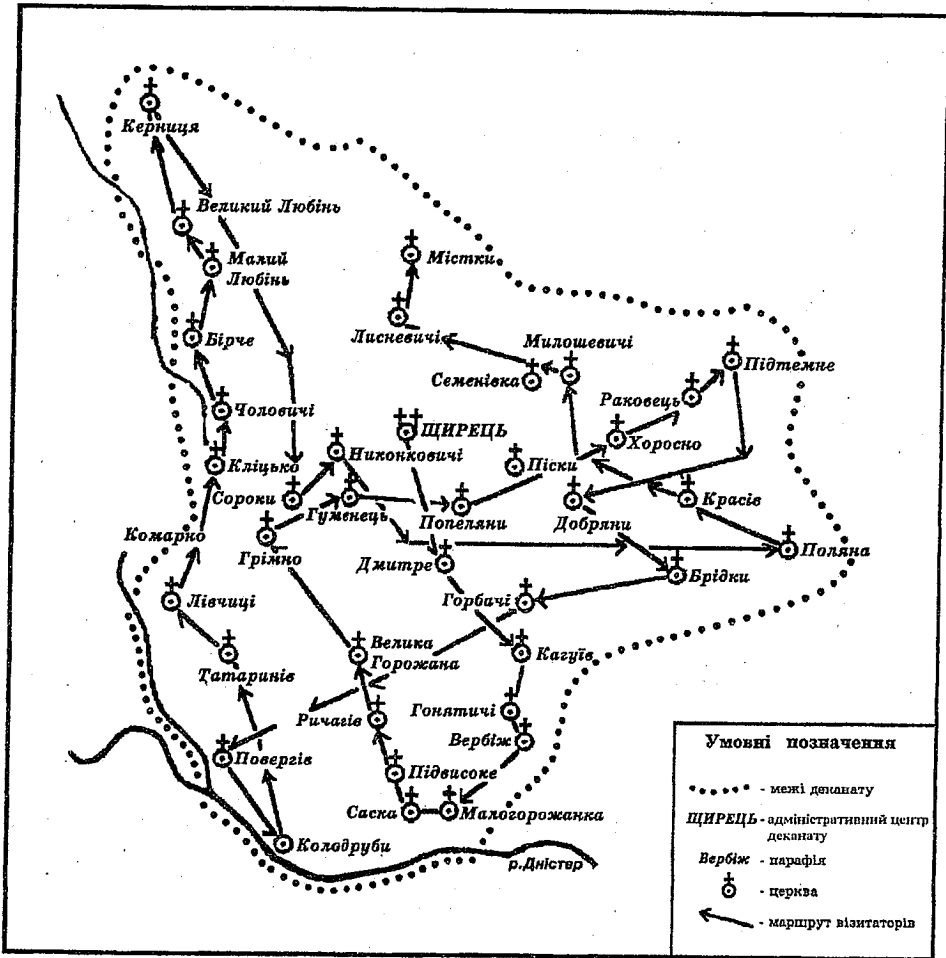 Керниця
Великий Любінь
Малий
Любінь
Містки
Бірче
Лисневичі
Милошевичі
Семенівка
Підтемне
Раковець
Чоловичі
ЩИРЕЦЬ
Хоросно
Никонковичі
Кліцько
Піски
Сороки
Гуменець
Попеляни
Добряни
Красів
Комарно
Грімно
Дмитре
Поляна
Брідки
Лівчиці
Горбачі
Велика
Горожана
Кагуїв
Татаринів
Ричагів
Гонятичі
Вербіж
Повергів
Підвисоке
Саска
Малогорожанка
Колодруби
р.Дністер
Умовні позначення
- межі деканату
ЩИРЕЦЬ - адміністративний центр
деканату
Вербіж - парафія
- церква
- маршрут візитаторів